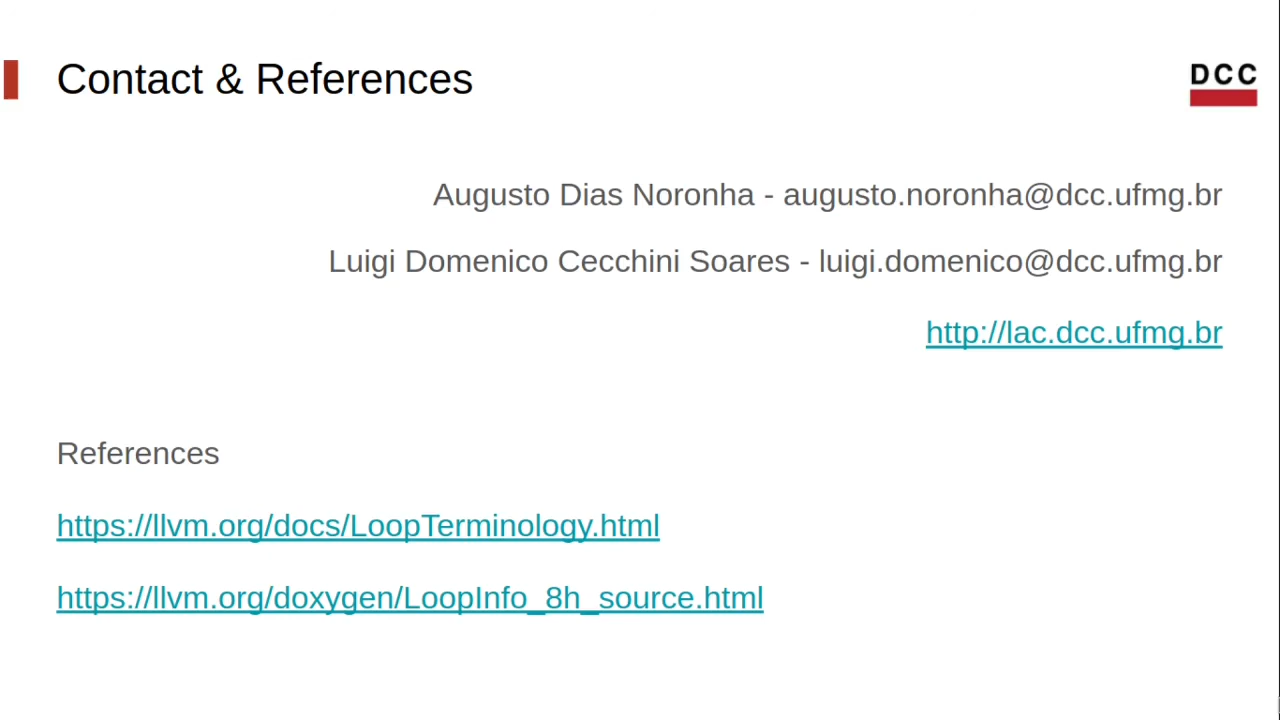 Contact & References
DCC
Augusto Dias Noronha - augusto.noronha@dcc.ufmg.br
Luigi Domenico Cecchini Soares - luigi.domenico@dcc.ufmg.br
http://lac.dcc.ufmg.br
References
https://llvm.org/docs/LoopTerminology.html
https://llvm.org/doxygen/LoopInfo_8h_source.html